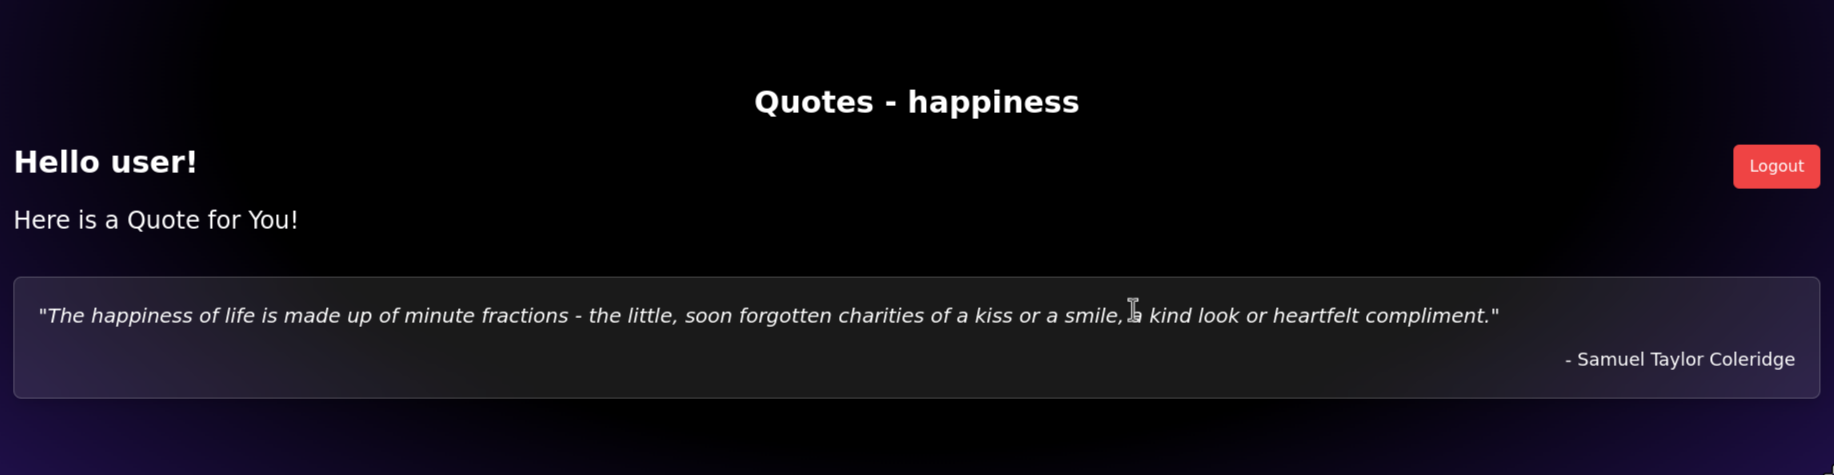 Quotes - happiness
Hello user!
Logout
Here is a Quote for You!
"The happiness of life is made up of minute fractions - the little, soon forgotten charities of a kiss or a smile, a kind look or heartfelt compliment."
- Samuel Taylor Coleridge